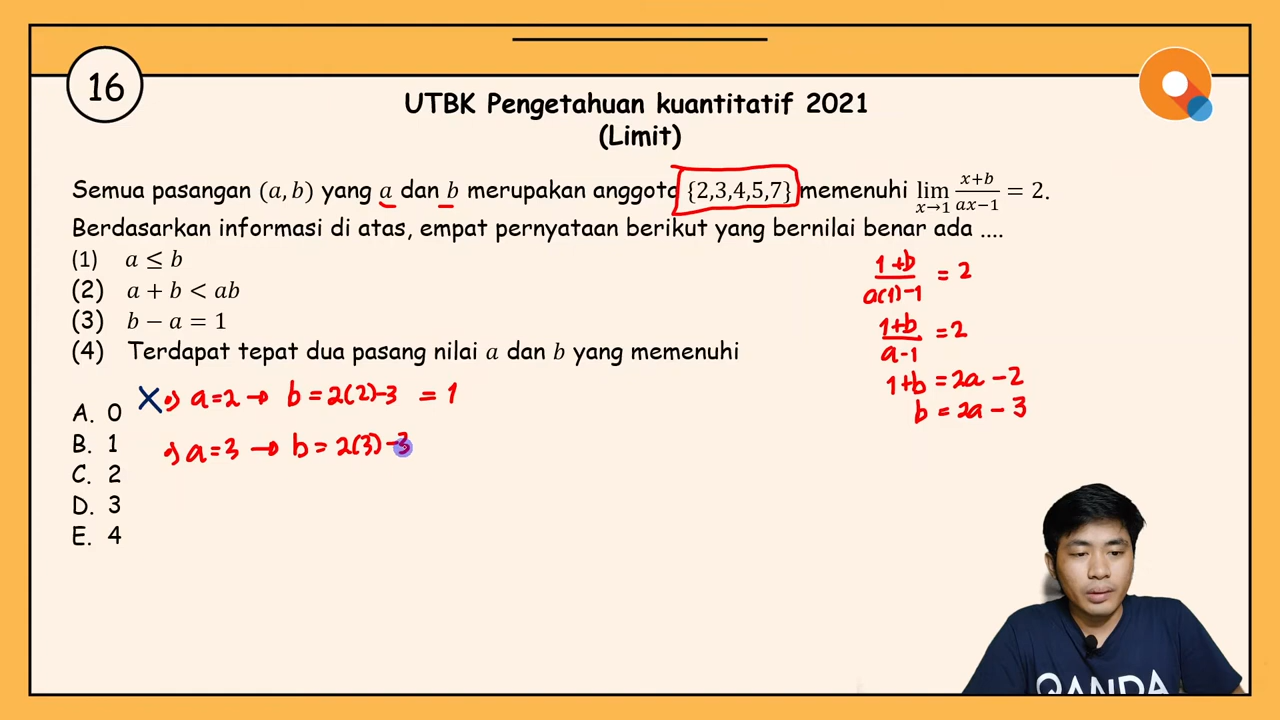 16
UTBK Pengetahuan kuantitatif 2021
(Limit)
Semua pasangan (𝑎, 𝑏) yang 𝑎 dan 𝑏 merupakan anggota {2,3,4,5,7} memenuhi lim x→1 (x+b)/(ax−1) = 2.
Berdasarkan informasi di atas, empat pernyataan berikut yang bernilai benar ada ....
(1) 𝑎 ≤ 𝑏
(2) 𝑎 + 𝑏 < 𝑎𝑏
(3) 𝑏 − 𝑎 = 1
(4) Terdapat tepat dua pasang nilai 𝑎 dan 𝑏 yang memenuhi
A. 0
B. 1
C. 2
D. 3
E. 4
a=2 → b=2(2)-3 = 1
a=3 → b=2(3)-3
(1+b)/(a(1)-1) = 2
(1+b)/(a-1) = 2
1+b = 2a-2
b = 2a-3
QANDA